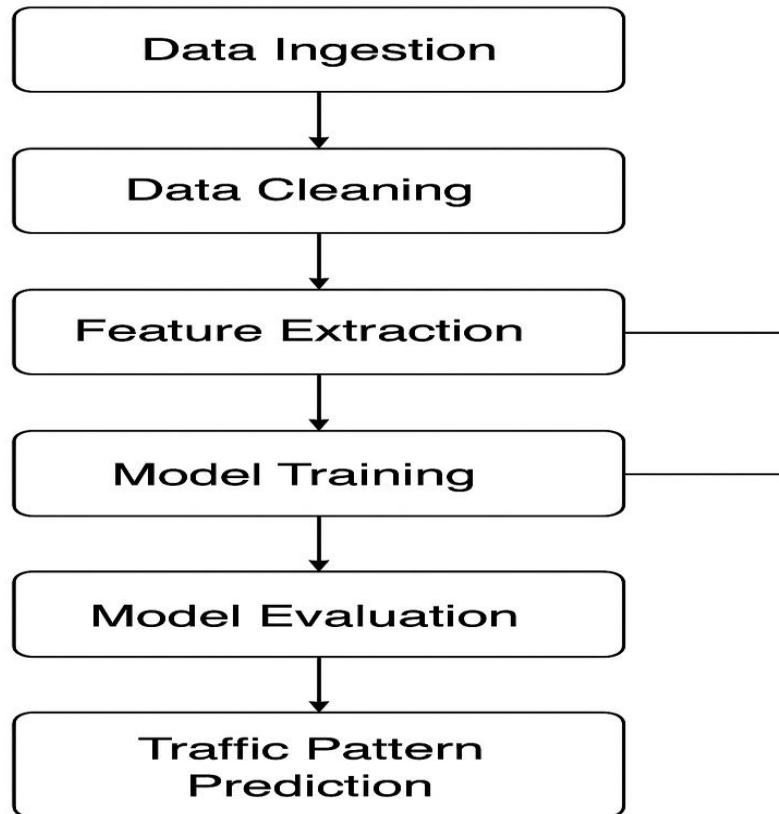 Data Ingestion
Data Cleaning
Feature Extraction
Model Training
Model Evaluation
Traffic Pattern
Prediction